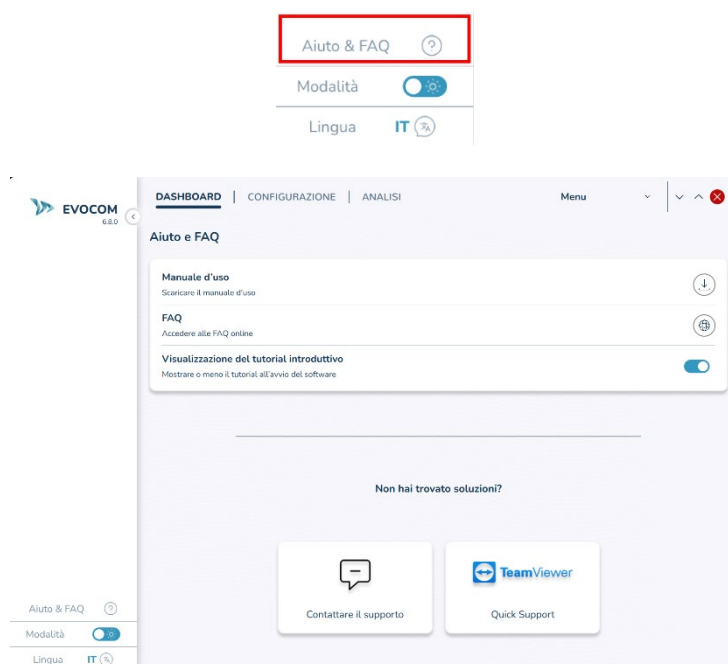 Aiuto & FAQ
Modalità
Lingua IT
EVOCOM
6.8.0
DASHBOARD | CONFIGURAZIONE | ANALISI Menu
Aiuto e FAQ
Manuale d'uso
Scaricare il manuale d'uso
FAQ
Accedere alle FAQ online
Visualizzazione del tutorial introduttivo
Mostrare o meno il tutorial all'avvio del software
Non hai trovato soluzioni?
TeamViewer
Contattare il supporto
Quick Support
Aiuto & FAQ
Modalità
Lingua IT